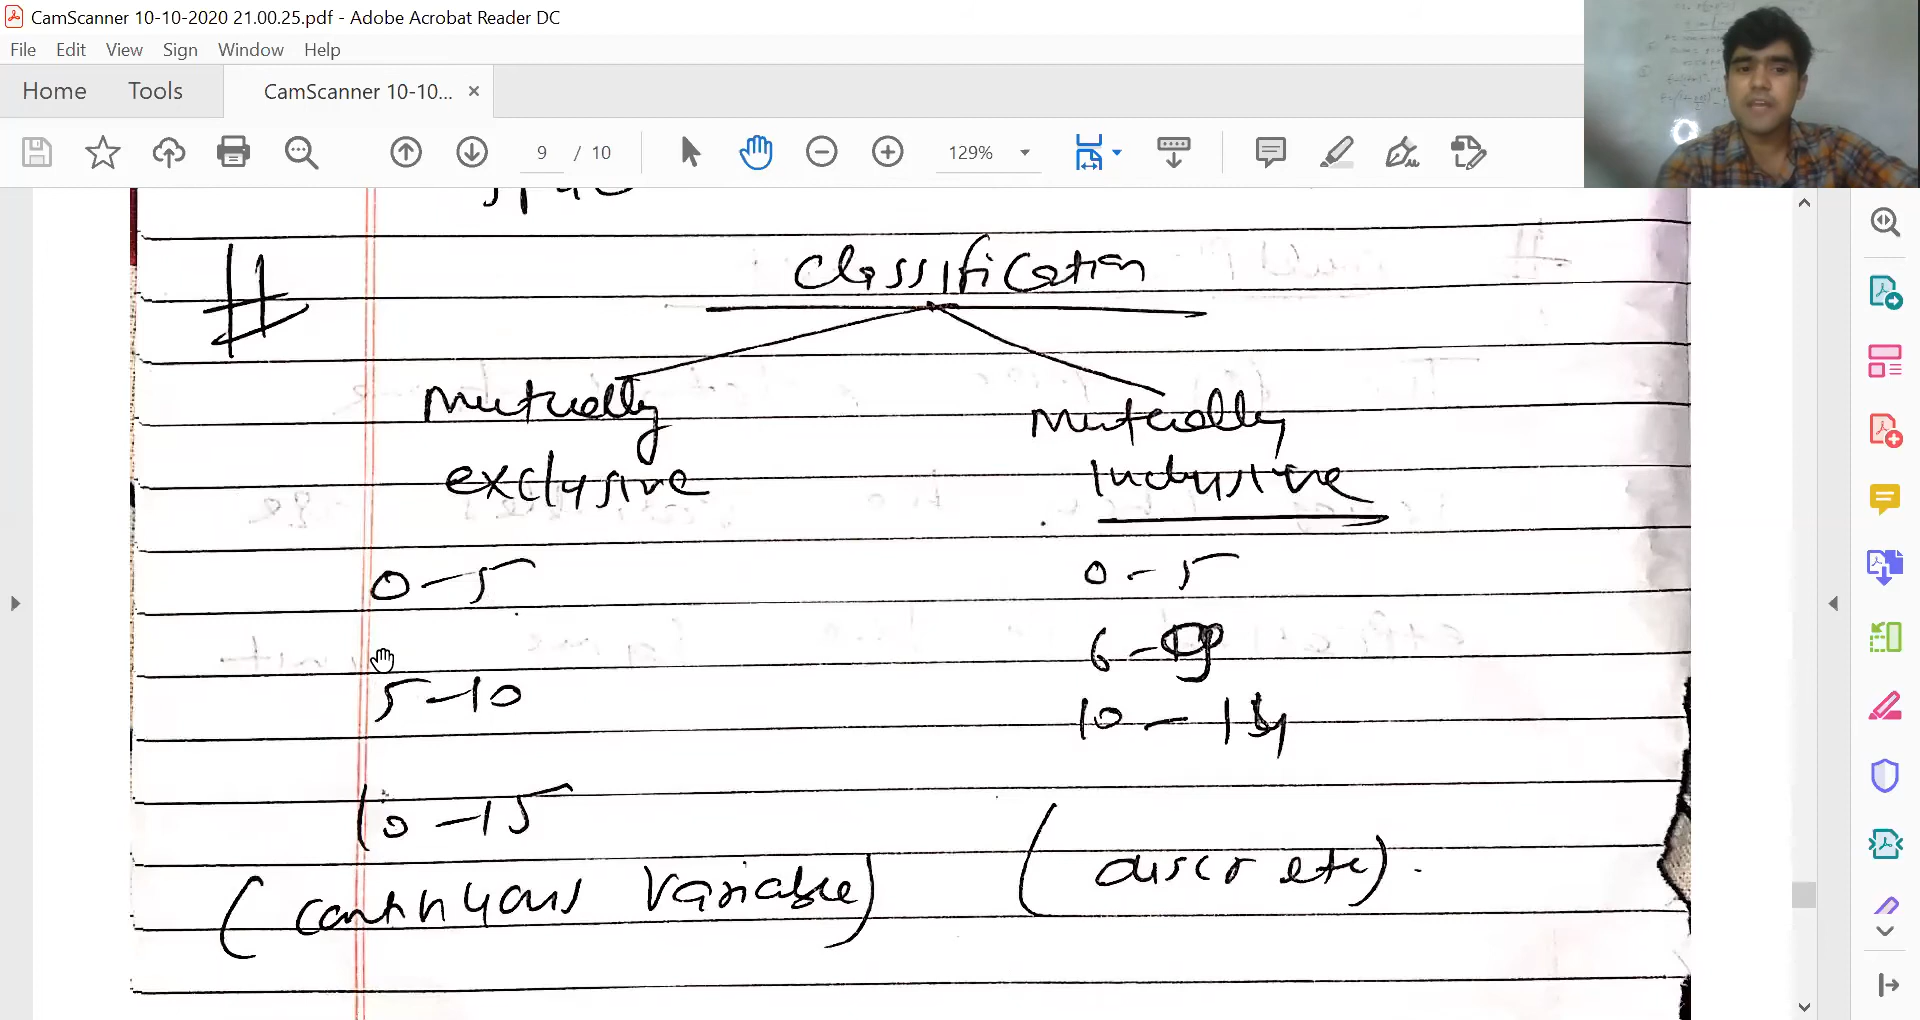 CamScanner 10-10-2020 21.00.25.pdf - Adobe Acrobat Reader DC
File Edit View Sign Window Help
Home Tools CamScanner 10-10... ×
9 / 10 129%
#
Classification
Mutually exclusive
Mutually Inclusive
0-5
0-5
5-10
6-9
10-15
10-14
(continuous variable)
(discrete).